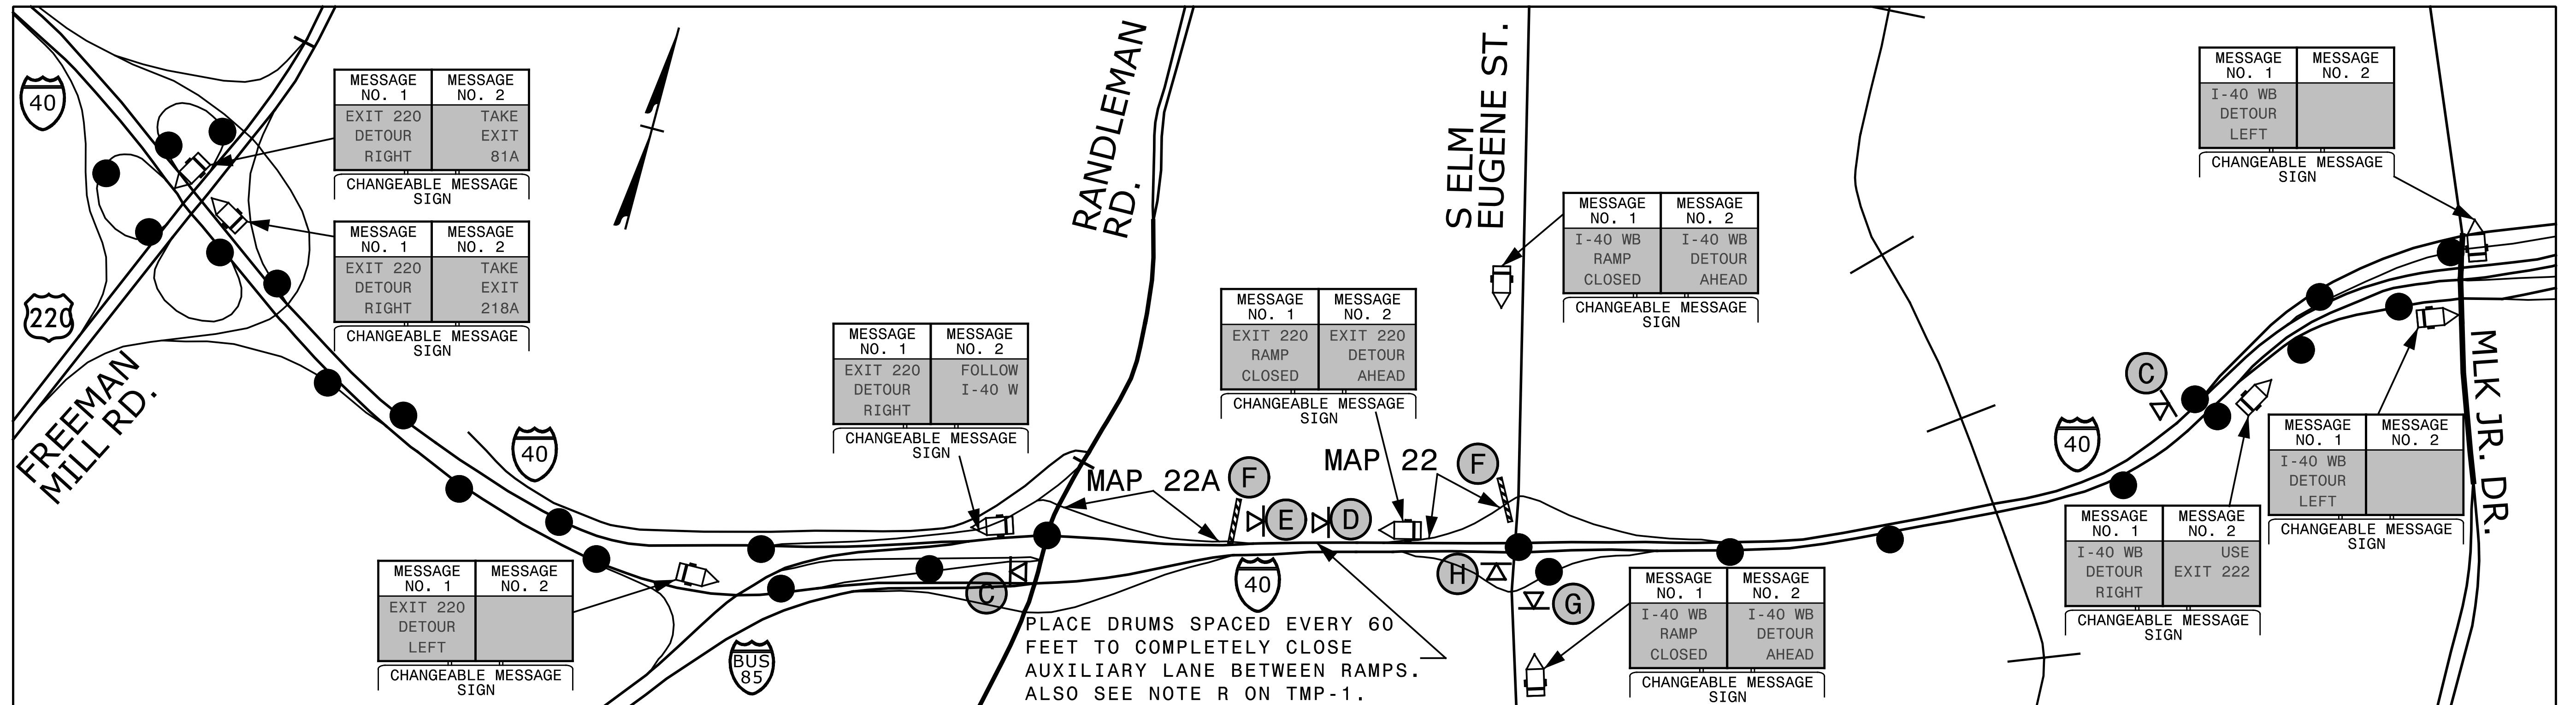 40
MESSAGE NO. 1
MESSAGE NO. 2
EXIT 220
DETOUR
RIGHT
TAKE
EXIT
81A
CHANGEABLE MESSAGE
SIGN
MESSAGE NO. 1
MESSAGE NO. 2
EXIT 220
DETOUR
RIGHT
TAKE
EXIT
218A
CHANGEABLE MESSAGE
SIGN
220
FREEMAN
MILL RD.
40
MESSAGE NO. 1
MESSAGE NO. 2
EXIT 220
DETOUR
LEFT
CHANGEABLE MESSAGE
SIGN
BUS
85
MESSAGE NO. 1
MESSAGE NO. 2
EXIT 220
DETOUR
RIGHT
FOLLOW
I-40 W
CHANGEABLE MESSAGE
SIGN
C
RANDLEMAN
RD.
MAP 22A
F
E
D
40
PLACE DRUMS SPACED EVERY 60
FEET TO COMPLETELY CLOSE
AUXILIARY LANE BETWEEN RAMPS.
ALSO SEE NOTE R ON TMP-1.
MESSAGE NO. 1
MESSAGE NO. 2
EXIT 220
RAMP
CLOSED
EXIT 220
DETOUR
AHEAD
CHANGEABLE MESSAGE
SIGN
MAP 22
F
H
G
S ELM
EUGENE ST.
MESSAGE NO. 1
MESSAGE NO. 2
I-40 WB
RAMP
CLOSED
I-40 WB
DETOUR
AHEAD
CHANGEABLE MESSAGE
SIGN
MESSAGE NO. 1
MESSAGE NO. 2
I-40 WB
RAMP
CLOSED
I-40 WB
DETOUR
AHEAD
CHANGEABLE MESSAGE
SIGN
40
C
MESSAGE NO. 1
MESSAGE NO. 2
I-40 WB
DETOUR
RIGHT
USE
EXIT 222
CHANGEABLE MESSAGE
SIGN
MESSAGE NO. 1
MESSAGE NO. 2
I-40 WB
DETOUR
LEFT
CHANGEABLE MESSAGE
SIGN
MESSAGE NO. 1
MESSAGE NO. 2
I-40 WB
DETOUR
LEFT
CHANGEABLE MESSAGE
SIGN
MLK JR. DR.